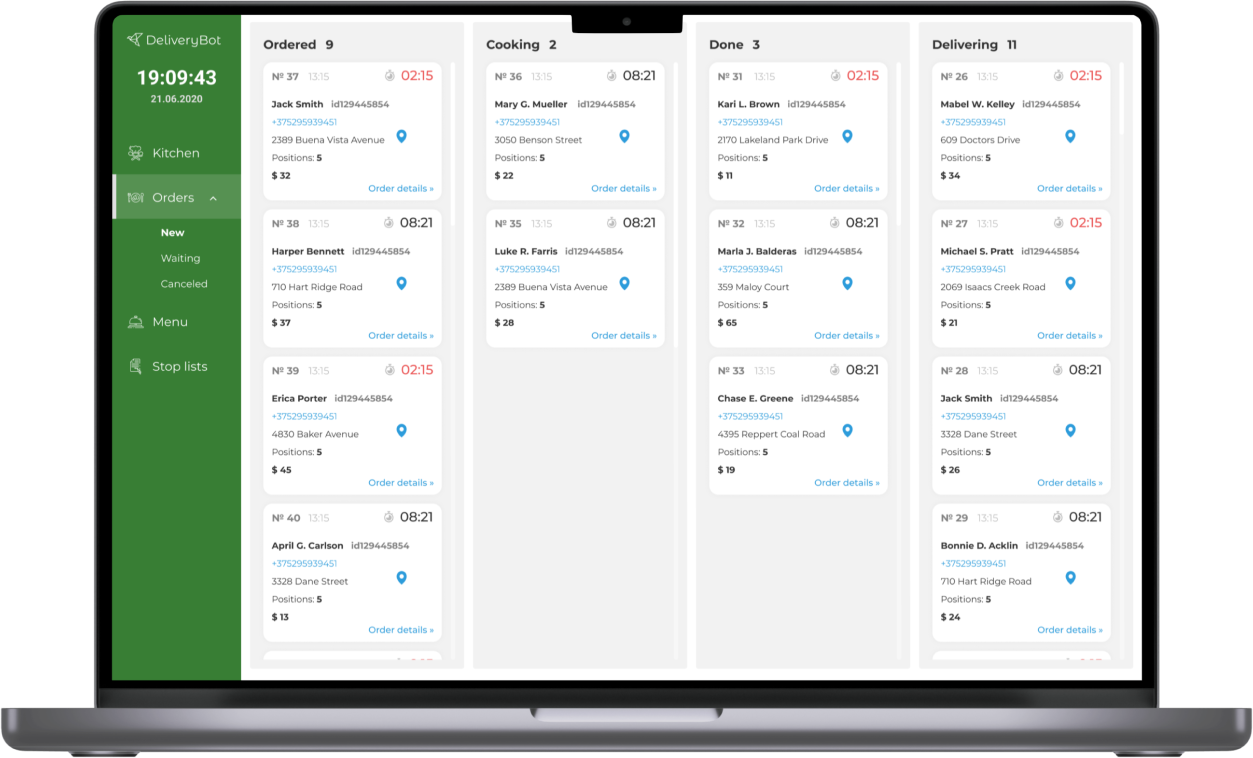 DeliveryBot
19:09:43
21.06.2020
Kitchen
Orders
New
Waiting
Canceled
Menu
Stop lists
Ordered 9
№ 37 13:15 02:15
Jack Smith id129445854
+375295939451
2389 Buena Vista Avenue
Positions: 5
$ 32
Order details »
№ 38 13:15 08:21
Harper Bennett id129445854
+375295939451
710 Hart Ridge Road
Positions: 5
$ 37
Order details »
№ 39 13:15 02:15
Erica Porter id129445854
+375295939451
4830 Baker Avenue
Positions: 5
$ 45
Order details »
№ 40 13:15 08:21
April G. Carlson id129445854
+375295939451
3328 Dane Street
Positions: 5
$ 13
Order details »
Cooking 2
№ 36 13:15 08:21
Mary G. Mueller id129445854
+375295939451
3050 Benson Street
Positions: 5
$ 22
Order details »
№ 35 13:15 08:21
Luke R. Farris id129445854
+375295939451
2389 Buena Vista Avenue
Positions: 5
$ 28
Order details »
Done 3
№ 31 13:15 02:15
Kari L. Brown id129445854
+375295939451
2170 Lakeland Park Drive
Positions: 5
$ 11
Order details »
№ 32 13:15 08:21
Marla J. Balderas id129445854
+375295939451
359 Maloy Court
Positions: 5
$ 65
Order details »
№ 33 13:15 08:21
Chase E. Greene id129445854
+375295939451
4395 Reppert Coal Road
Positions: 5
$ 19
Order details »
Delivering 11
№ 26 13:15 02:15
Mabel W. Kelley id129445854
+375295939451
609 Doctors Drive
Positions: 5
$ 34
Order details »
№ 27 13:15 02:15
Michael S. Pratt id129445854
+375295939451
2069 Isaacs Creek Road
Positions: 5
$ 21
Order details »
№ 28 13:15 08:21
Jack Smith id129445854
+375295939451
3328 Dane Street
Positions: 5
$ 26
Order details »
№ 29 13:15 08:21
Bonnie D. Acklin id129445854
+375295939451
710 Hart Ridge Road
Positions: 5
$ 24
Order details »